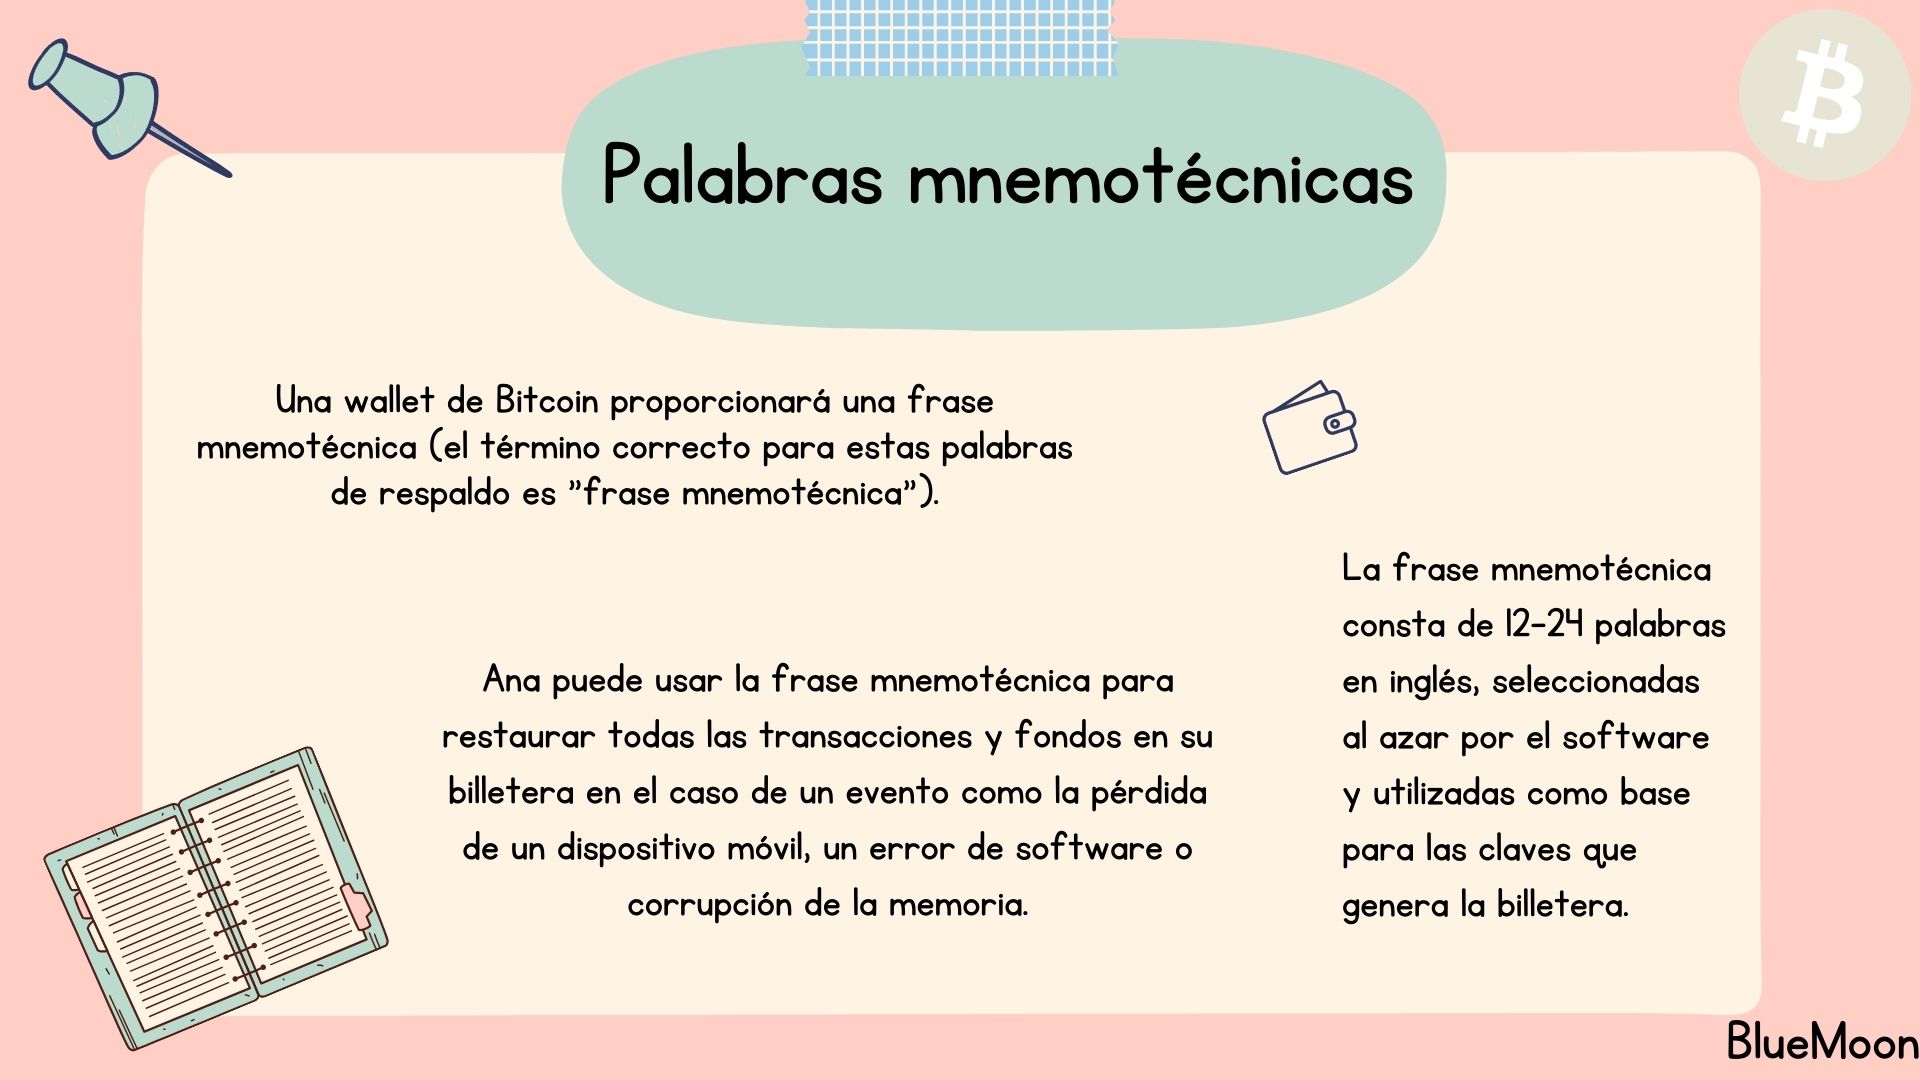 Palabras mnemotécnicas
Una wallet de Bitcoin proporcionará una frase
mnemotécnica (el término correcto para estas palabras
de respaldo es "frase mnemotécnica").
Ana puede usar la frase mnemotécnica para
restaurar todas las transacciones y fondos en su
billetera en el caso de un evento como la pérdida
de un dispositivo móvil, un error de software o
corrupción de la memoria.
La frase mnemotécnica
consta de 12-24 palabras
en inglés, seleccionadas
al azar por el software
y utilizadas como base
para las claves que
genera la billetera.
BlueMoon